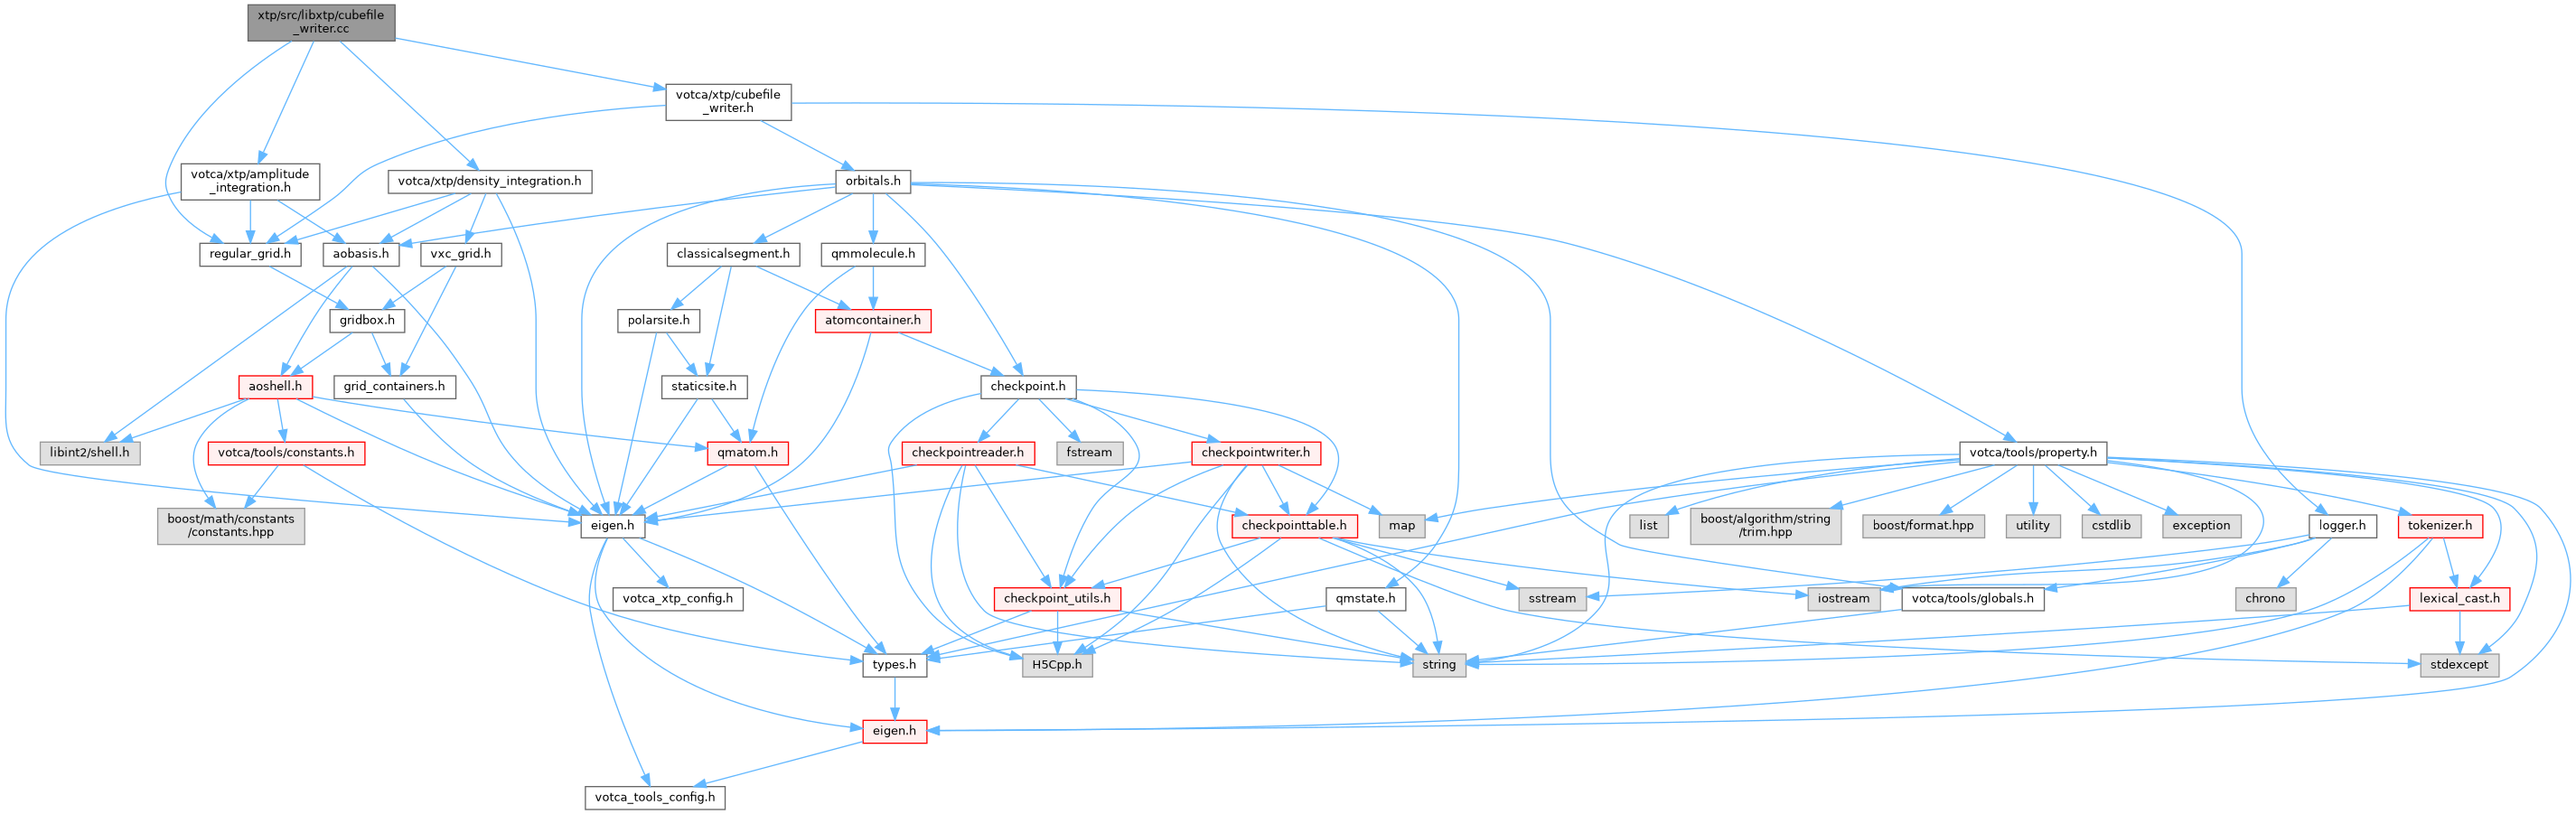 xtp/src/libxtp/cubefile
_writer.cc
votca/xtp/cubefile
_writer.h
votca/xtp/amplitude
_integration.h
votca/xtp/density_integration.h
orbitals.h
regular_grid.h
aobasis.h
vxc_grid.h
classicalsegment.h
qmmolecule.h
gridbox.h
polarsite.h
atomcontainer.h
aoshell.h
grid_containers.h
staticsite.h
checkpoint.h
libint2/shell.h
votca/tools/constants.h
qmatom.h
checkpointreader.h
fstream
checkpointwriter.h
votca/tools/property.h
boost/math/constants
/constants.hpp
eigen.h
checkpointtable.h
map
list
boost/algorithm/string
/trim.hpp
boost/format.hpp
utility
cstdlib
exception
logger.h
tokenizer.h
votca_xtp_config.h
checkpoint_utils.h
qmstate.h
sstream
iostream
votca/tools/globals.h
chrono
lexical_cast.h
types.h
H5Cpp.h
string
stdexcept
eigen.h
votca_tools_config.h